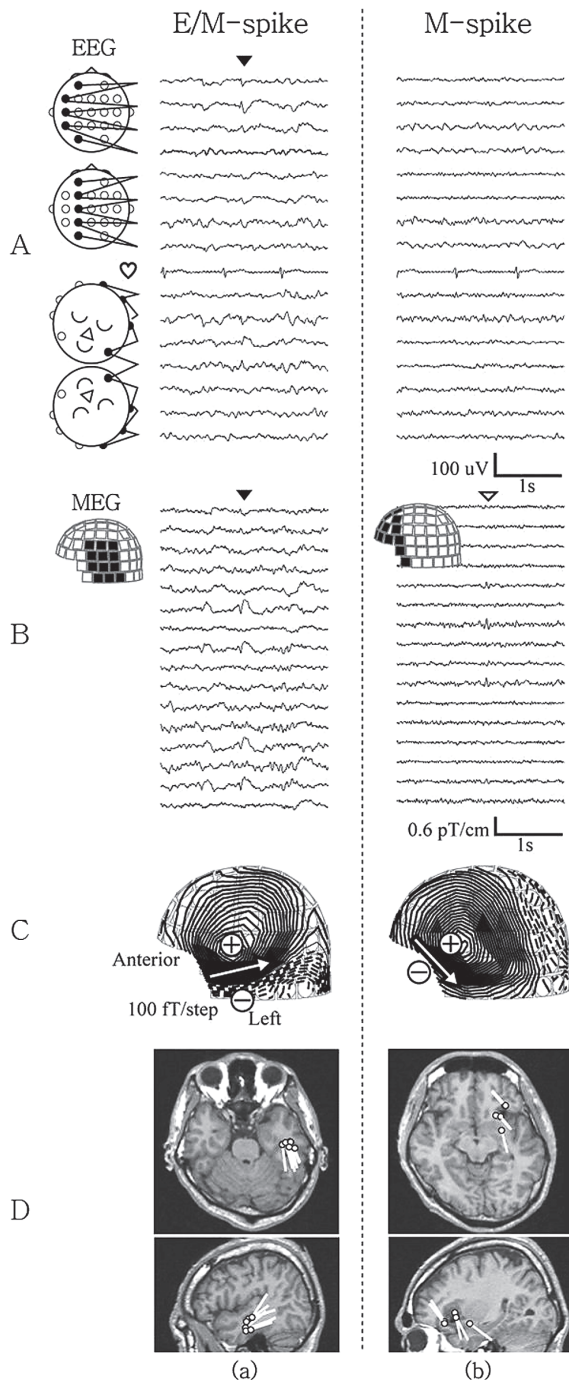 E/M-spike
M-spike
EEG
A
100 uV
1s
MEG
B
0.6 pT/cm
1s
C
Anterior
100 fT/step
Left
D
(a)
(b)